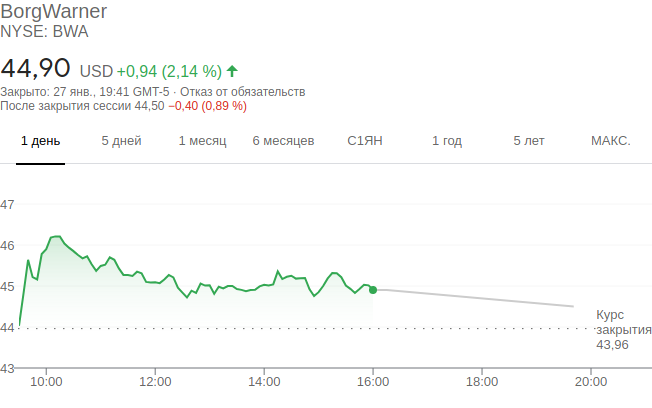 BorgWarner
NYSE: BWA
44,90 USD +0,94 (2,14 %)
Закрыто: 27 янв., 19:41 GMT-5 · Отказ от обязательств
После закрытия сессии 44,50 −0,40 (0,89 %)
1 день 5 дней 1 месяц 6 месяцев С1ЯН 1 год 5 лет МАКС.
47
46
45
44
43
Курс
закрытия
43,96
10:00 12:00 14:00 16:00 18:00 20:00